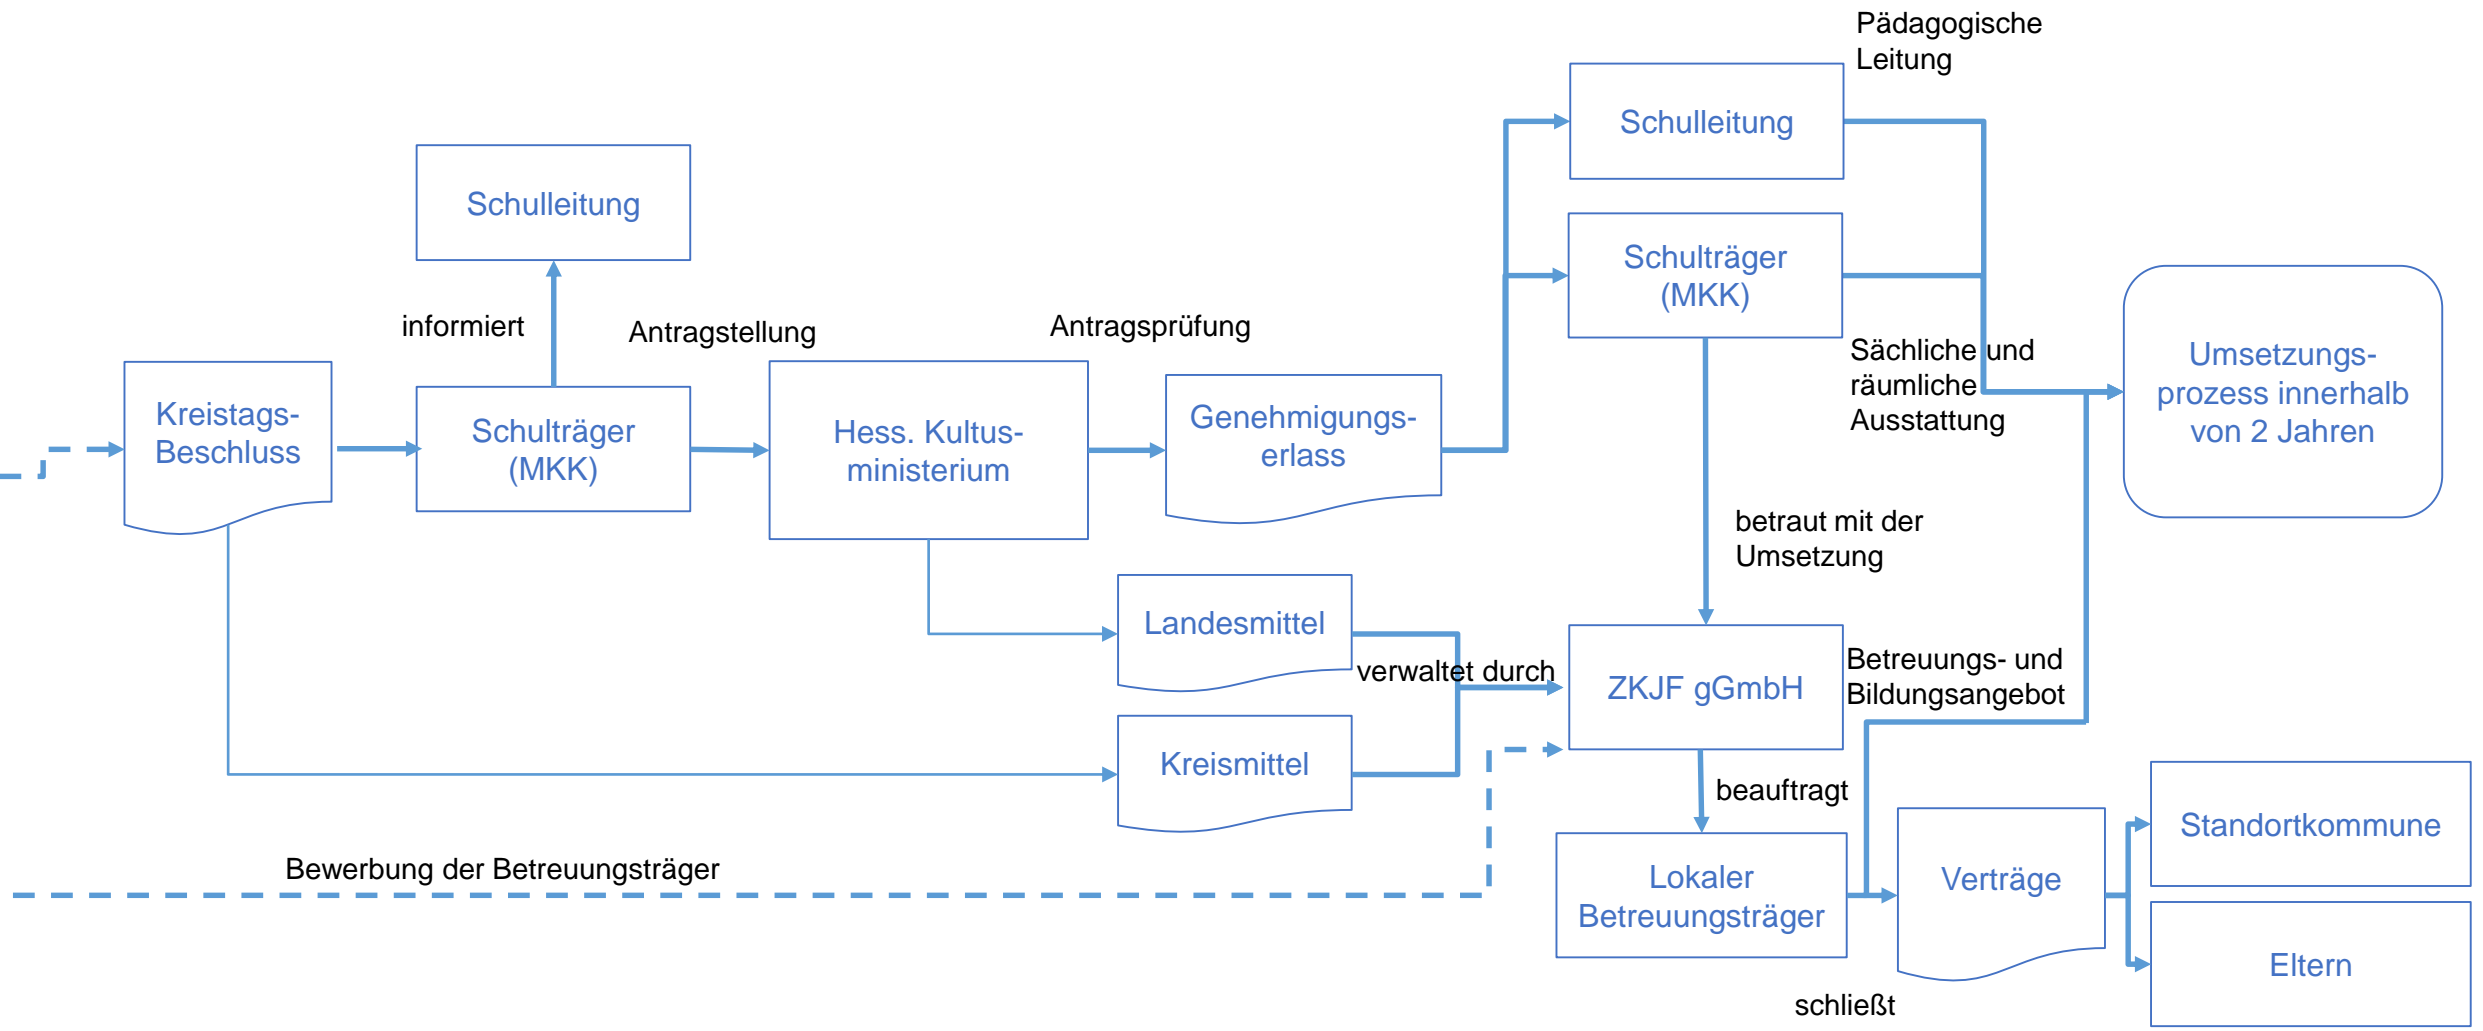 Pädagogische
Leitung
Schulleitung
Schulleitung
Schulträger
(MKK)
informiert
Antragstellung
Antragsprüfung
Sächliche und
räumliche
Ausstattung
Umsetzungs-
prozess innerhalb
von 2 Jahren
Kreistags-
Beschluss
Schulträger
(MKK)
Hess. Kultus-
ministerium
Genehmigungs-
erlass
betraut mit der
Umsetzung
Landesmittel
verwaltet durch
ZKJF gGmbH
Betreuungs- und
Bildungsangebot
Kreismittel
beauftragt
Bewerbung der Betreuungsträger
Lokaler
Betreuungsträger
Verträge
Standortkommune
Eltern
schließt